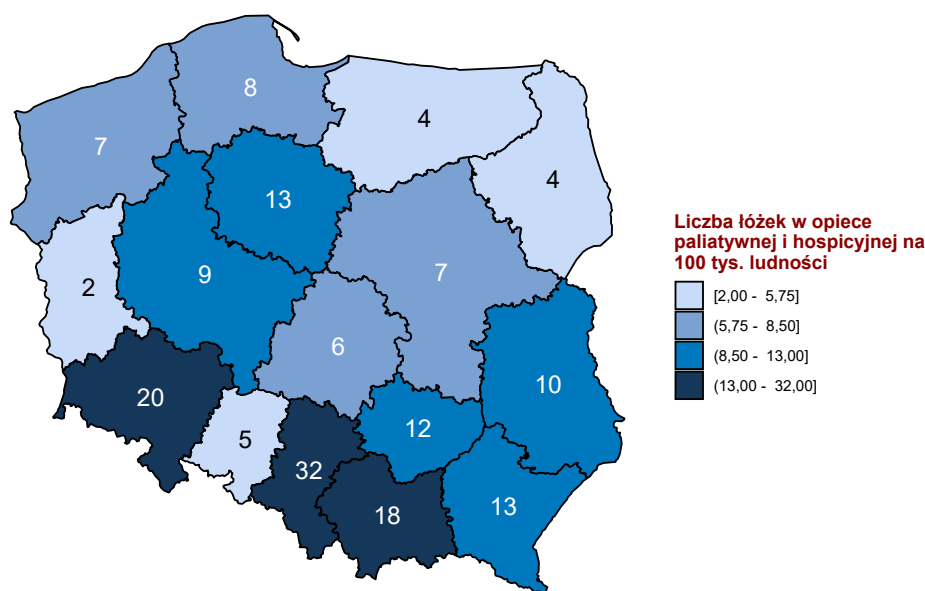 8
4
7
4
13
9
7
2
6
20
10
12
5
32
13
18
Liczba łóżek w opiece
paliatywnej i hospicyjnej na
100 tys. ludności
[2,00 - 5,75]
(5,75 - 8,50]
(8,50 - 13,00]
(13,00 - 32,00]